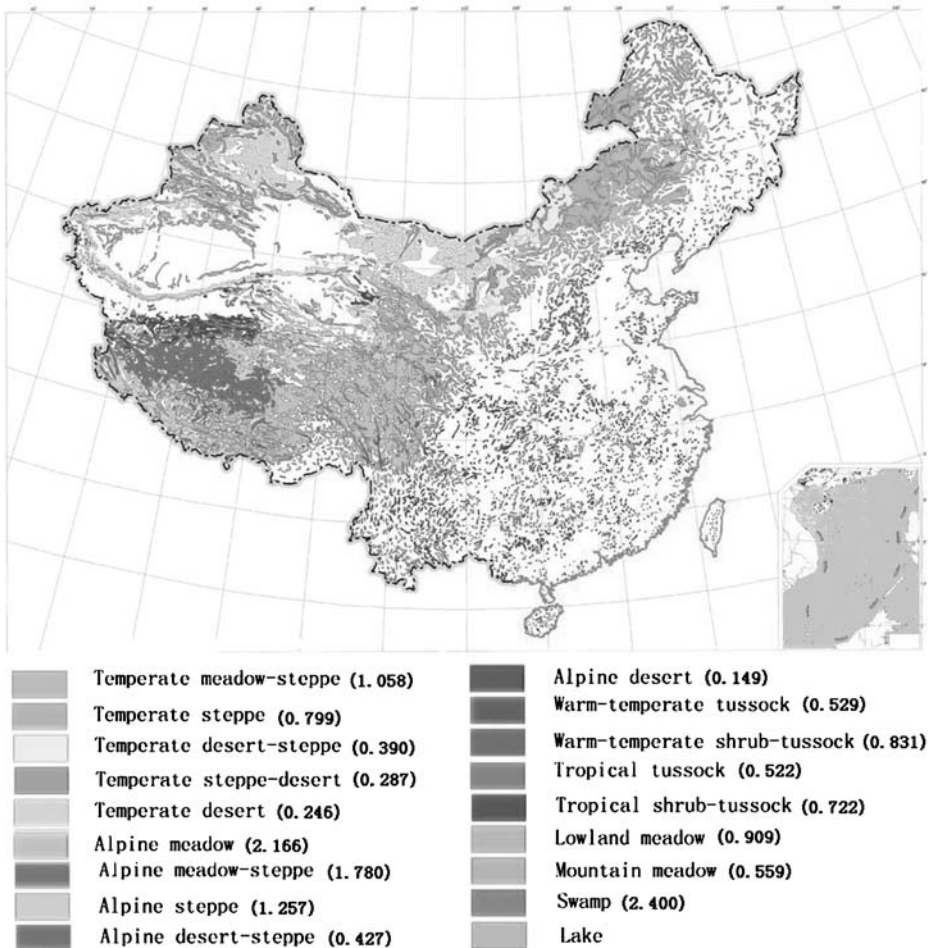 Temperate meadow-steppe (1.058)
Temperate steppe (0.799)
Temperate desert-steppe (0.390)
Temperate steppe-desert (0.287)
Temperate desert (0.246)
Alpine meadow (2.166)
Alpine meadow-steppe (1.780)
Alpine steppe (1.257)
Alpine desert-steppe (0.427)
Alpine desert (0.149)
Warm-temperate tussock (0.529)
Warm-temperate shrub-tussock (0.831)
Tropical tussock (0.522)
Tropical shrub-tussock (0.722)
Lowland meadow (0.909)
Mountain meadow (0.559)
Swamp (2.400)
Lake